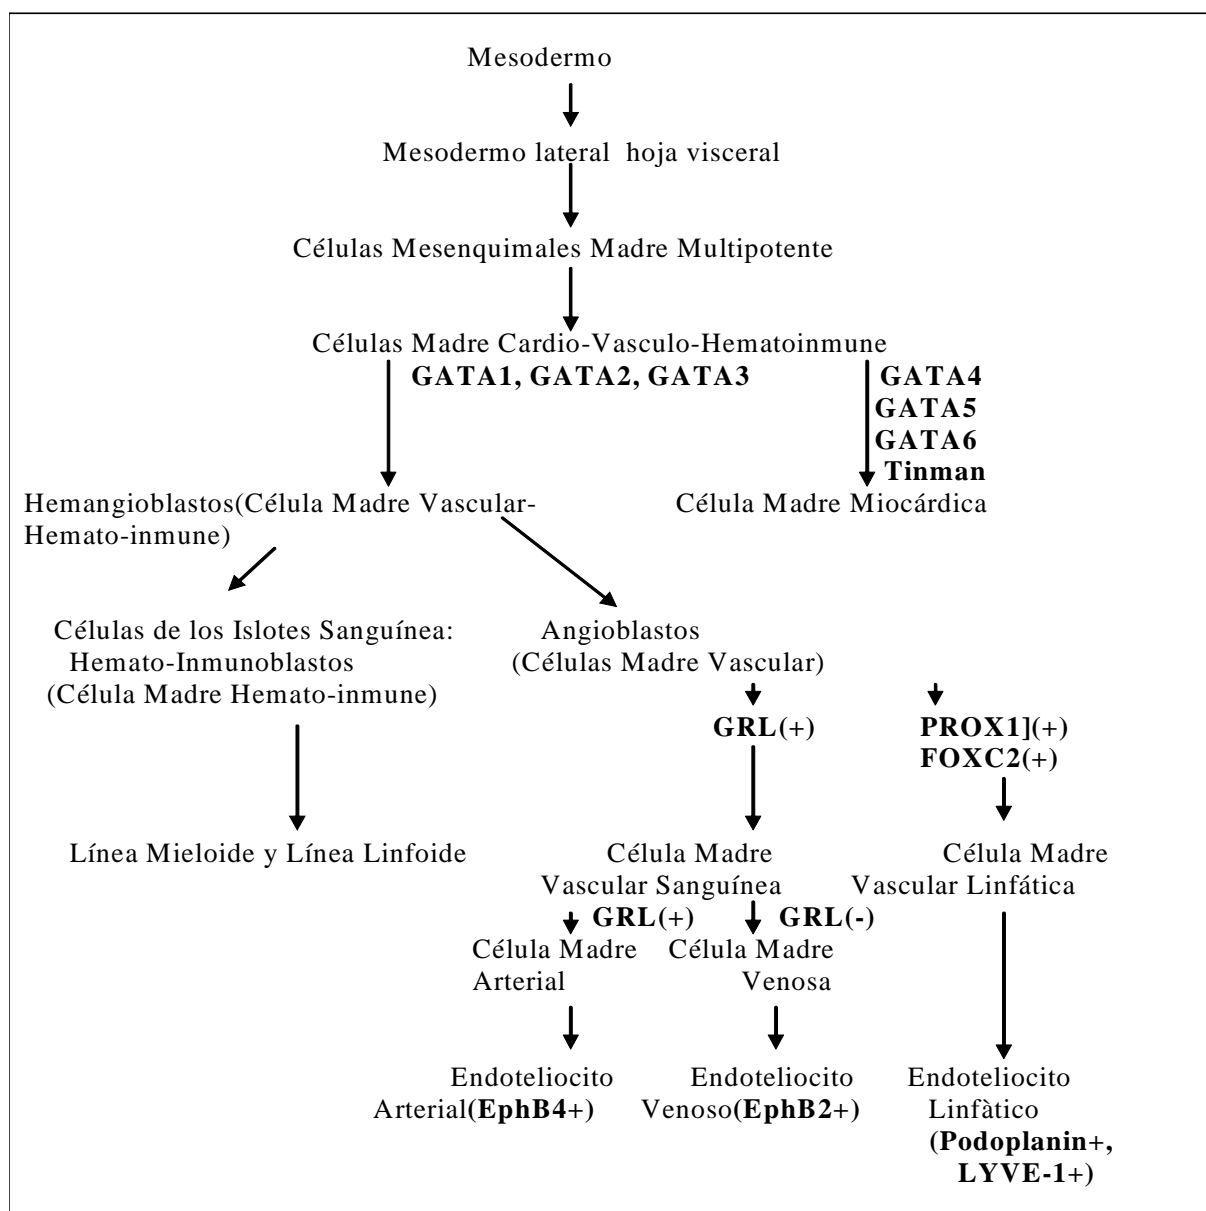 Mesodermo
Mesodermo lateral hoja visceral
Células Mesenquimales Madre Multipotente
Células Madre Cardio-Vasculo-Hematoinmune
GATA1, GATA2, GATA3
GATA4
GATA5
GATA6
Tinman
Hemangioblastos(Célula Madre Vascular-
Hemato-inmune)
Célula Madre Miocárdica
Células de los Islotes Sanguínea:
Hemato-Inmunoblastos
(Célula Madre Hemato-inmune)
Angioblastos
(Células Madre Vascular)
GRL(+)
PROX1](+)
FOXC2(+)
Línea Mieloide y Línea Linfoide
Célula Madre
Vascular Sanguínea
Célula Madre
Vascular Linfática
GRL(+)
GRL(-)
Célula Madre
Arterial
Célula Madre
Venosa
Endoteliocito
Arterial(EphB4+)
Endoteliocito
Venoso(EphB2+)
Endoteliocito
Linfàtico
(Podoplanin+,
LYVE-1+)